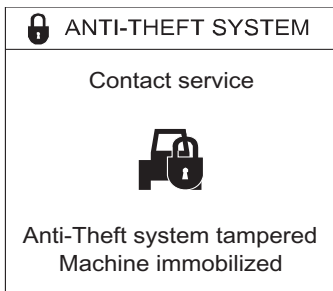 ANTI-THEFT SYSTEM
Contact service
Anti-Theft system tampered
Machine immobilized